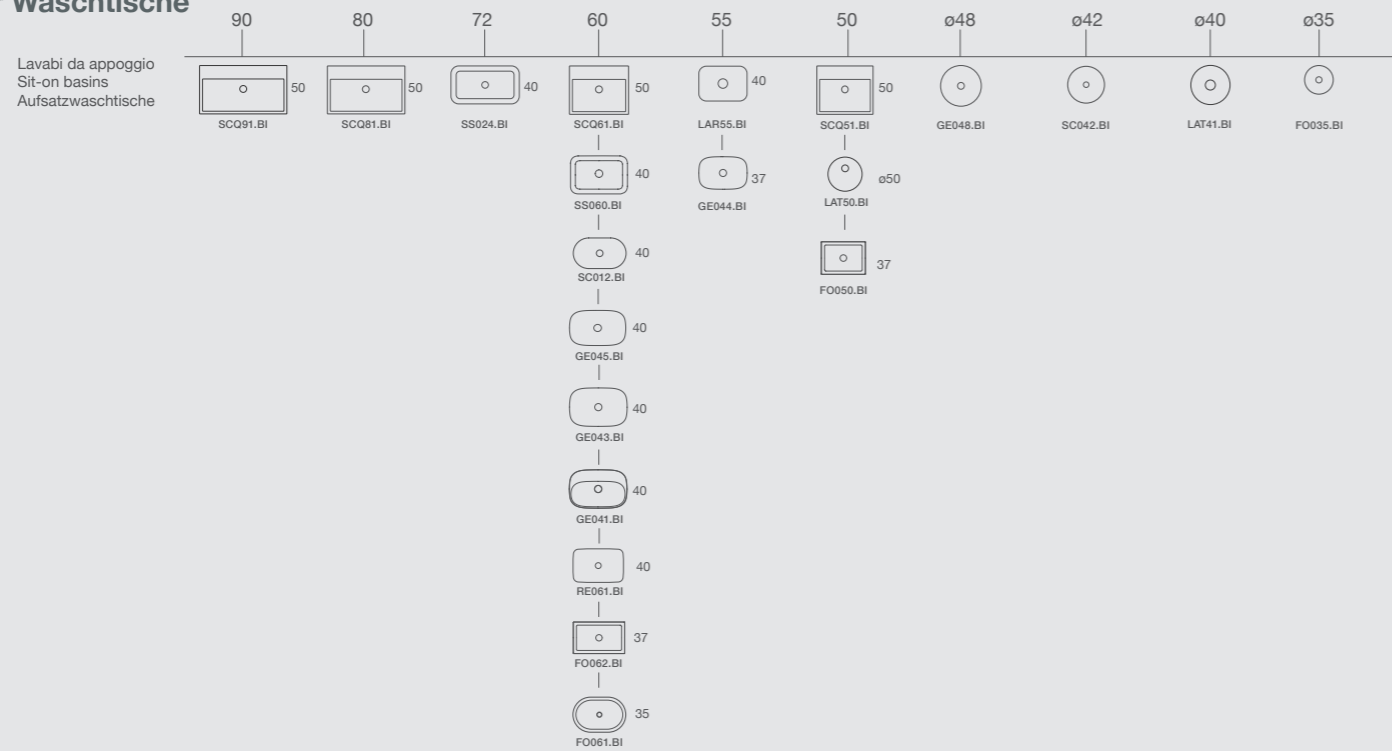 Waschtische
90 80 72 60 55 50 ø48 ø42 ø40 ø35
Lavabi da appoggio
Sit-on basins
Aufsatzwaschtische
50 50 40 50 40 50
SCQ91.BI SCQ81.BI SS024.BI SCQ61.BI LAR55.BI SCQ51.BI GE048.BI SC042.BI LAT41.BI FO035.BI
40 37 ø50
SS060.BI GE044.BI LAT50.BI
40 37
SC012.BI FO050.BI
40
GE045.BI
40
GE043.BI
40
GE041.BI
40
RE061.BI
37
FO062.BI
35
FO061.BI